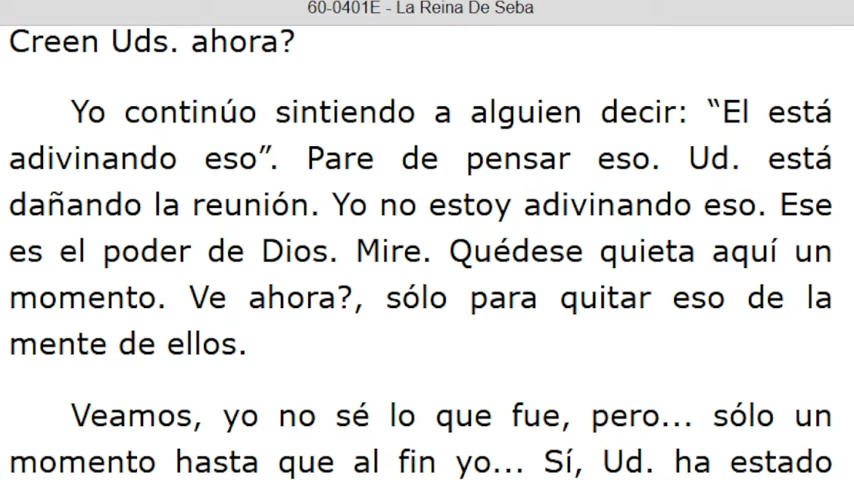 60-0401E - La Reina De Seba
Creen Uds. ahora?
Yo continúo sintiendo a alguien decir: “El está
adivinando eso”. Pare de pensar eso. Ud. está
dañando la reunión. Yo no estoy adivinando eso. Ese
es el poder de Dios. Mire. Quédese quieta aquí un
momento. Ve ahora?, sólo para quitar eso de la
mente de ellos.
Veamos, yo no sé lo que fue, pero... sólo un
momento hasta que al fin yo... Sí, Ud. ha estado